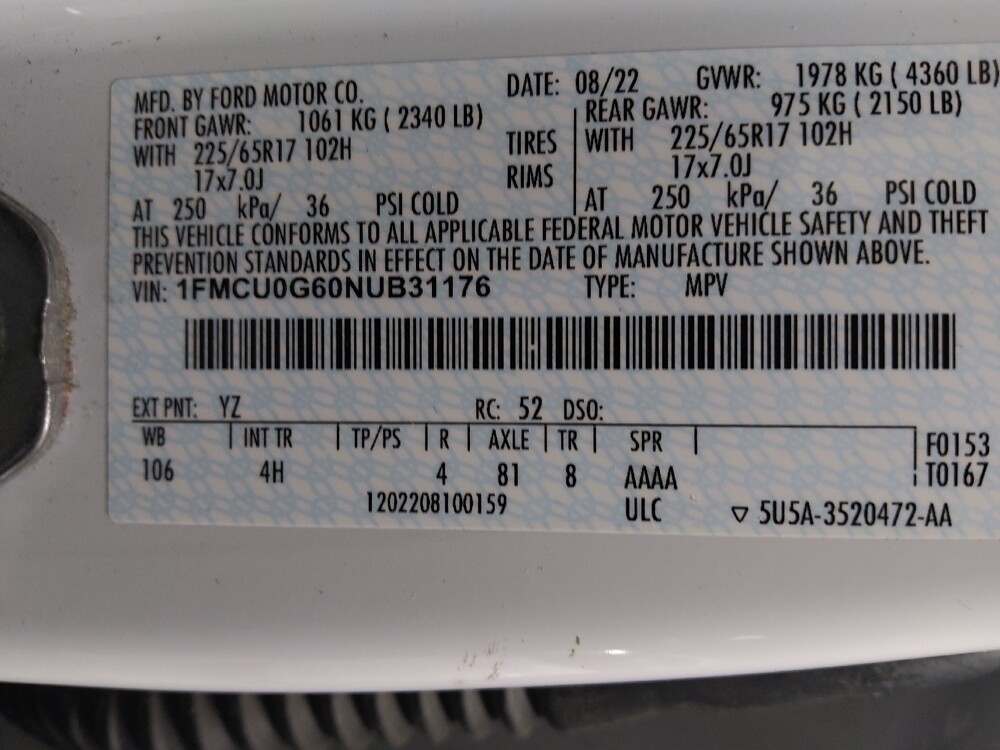 MFD. BY FORD MOTOR CO. DATE: 08/22 GVWR: 1978 KG ( 4360 LB)
FRONT GAWR: 1061 KG ( 2340 LB) REAR GAWR: 975 KG ( 2150 LB)
WITH 225/65R17 102H TIRES WITH 225/65R17 102H
17x7.0J RIMS 17x7.0J
AT 250 kPa/ 36 PSI COLD AT 250 kPa/ 36 PSI COLD
THIS VEHICLE CONFORMS TO ALL APPLICABLE FEDERAL MOTOR VEHICLE SAFETY AND THEFT
PREVENTION STANDARDS IN EFFECT ON THE DATE OF MANUFACTURE SHOWN ABOVE.
VIN: 1FMCU0G60NUB31176 TYPE: MPV
EXT PNT: YZ RC: 52 DSO:
WB INT TR TP/PS R AXLE TR SPR F0153
106 4H 4 81 8 AAAA T0167
1202208100159 ULC ▽ 5U5A-3520472-AA